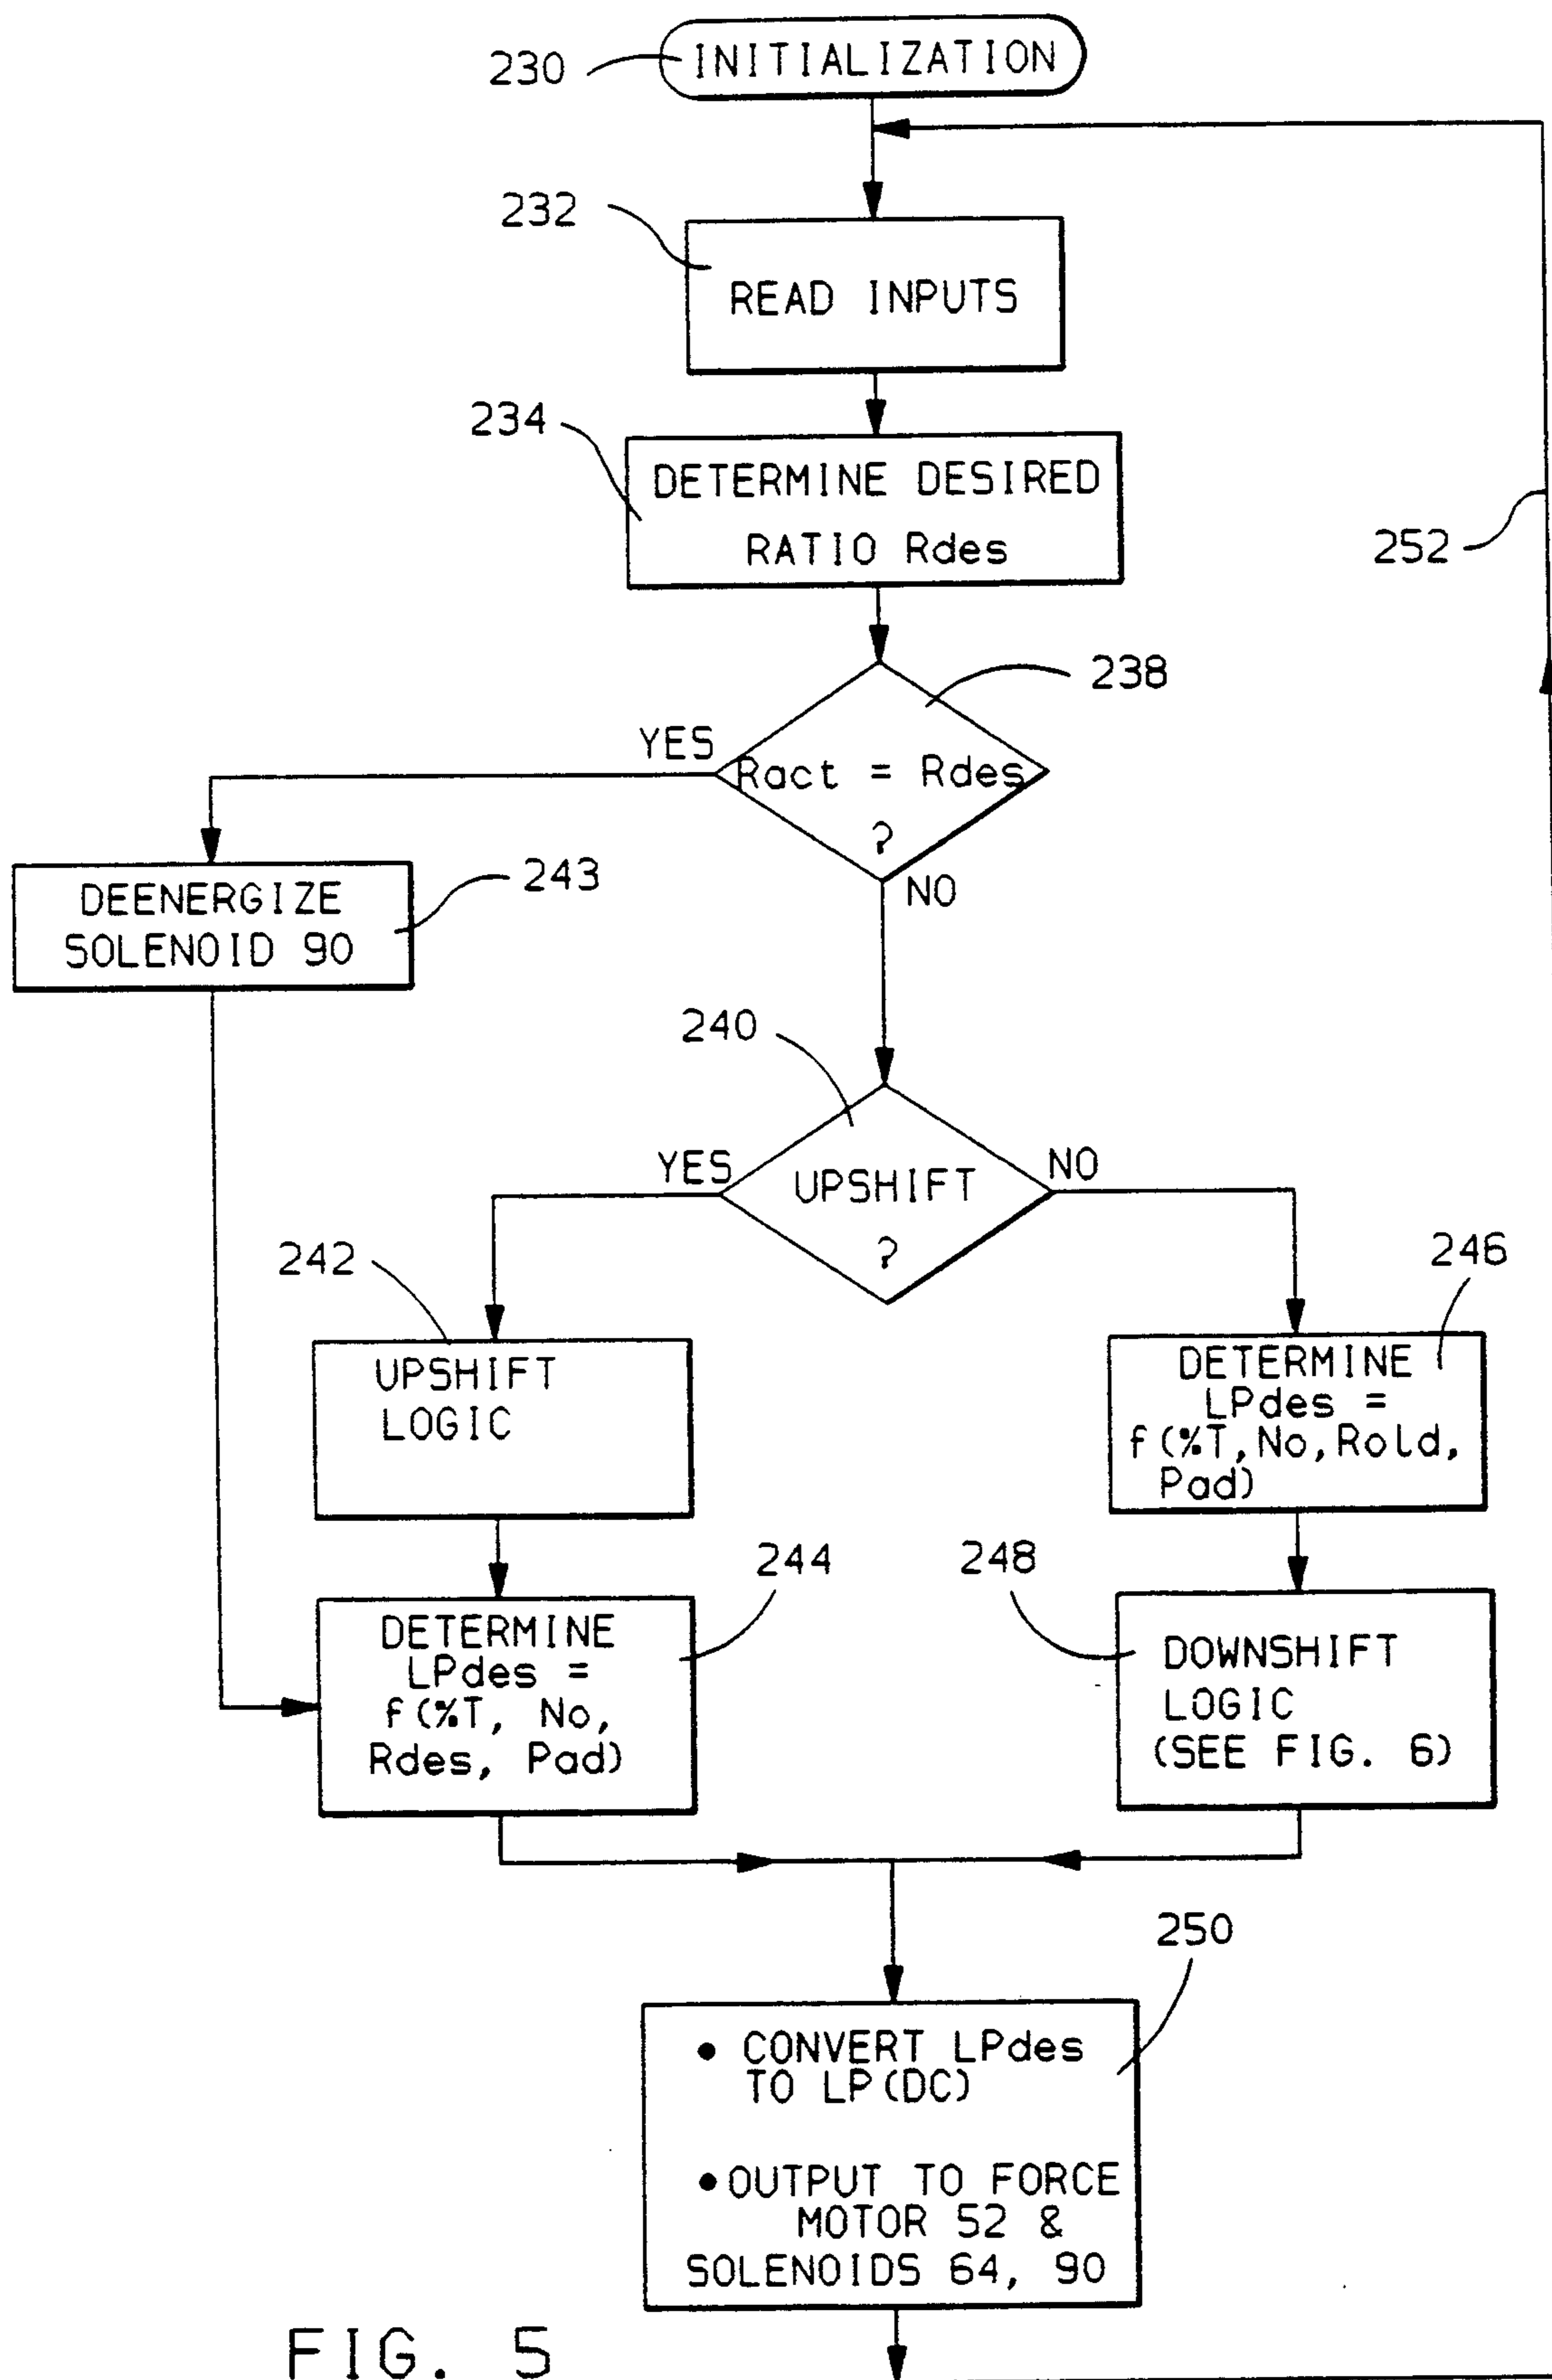 230
INITIALIZATION
232
READ INPUTS
234
DETERMINE DESIRED
RATIO Rdes
252
238
YES
Ract = Rdes
?
NO
243
DEENERGIZE
SOLENOID 90
240
YES
UPSHIFT
?
NO
242
UPSHIFT
LOGIC
246
DETERMINE
LPdes =
f(%T, No, Rold,
Pad)
244
DETERMINE
LPdes =
f(%T, No,
Rdes, Pad)
248
DOWNSHIFT
LOGIC
(SEE FIG. 6)
250
• CONVERT LPdes
TO LP(DC)
• OUTPUT TO FORCE
MOTOR 52 &
SOLENOIDS 64, 90
FIG. 5